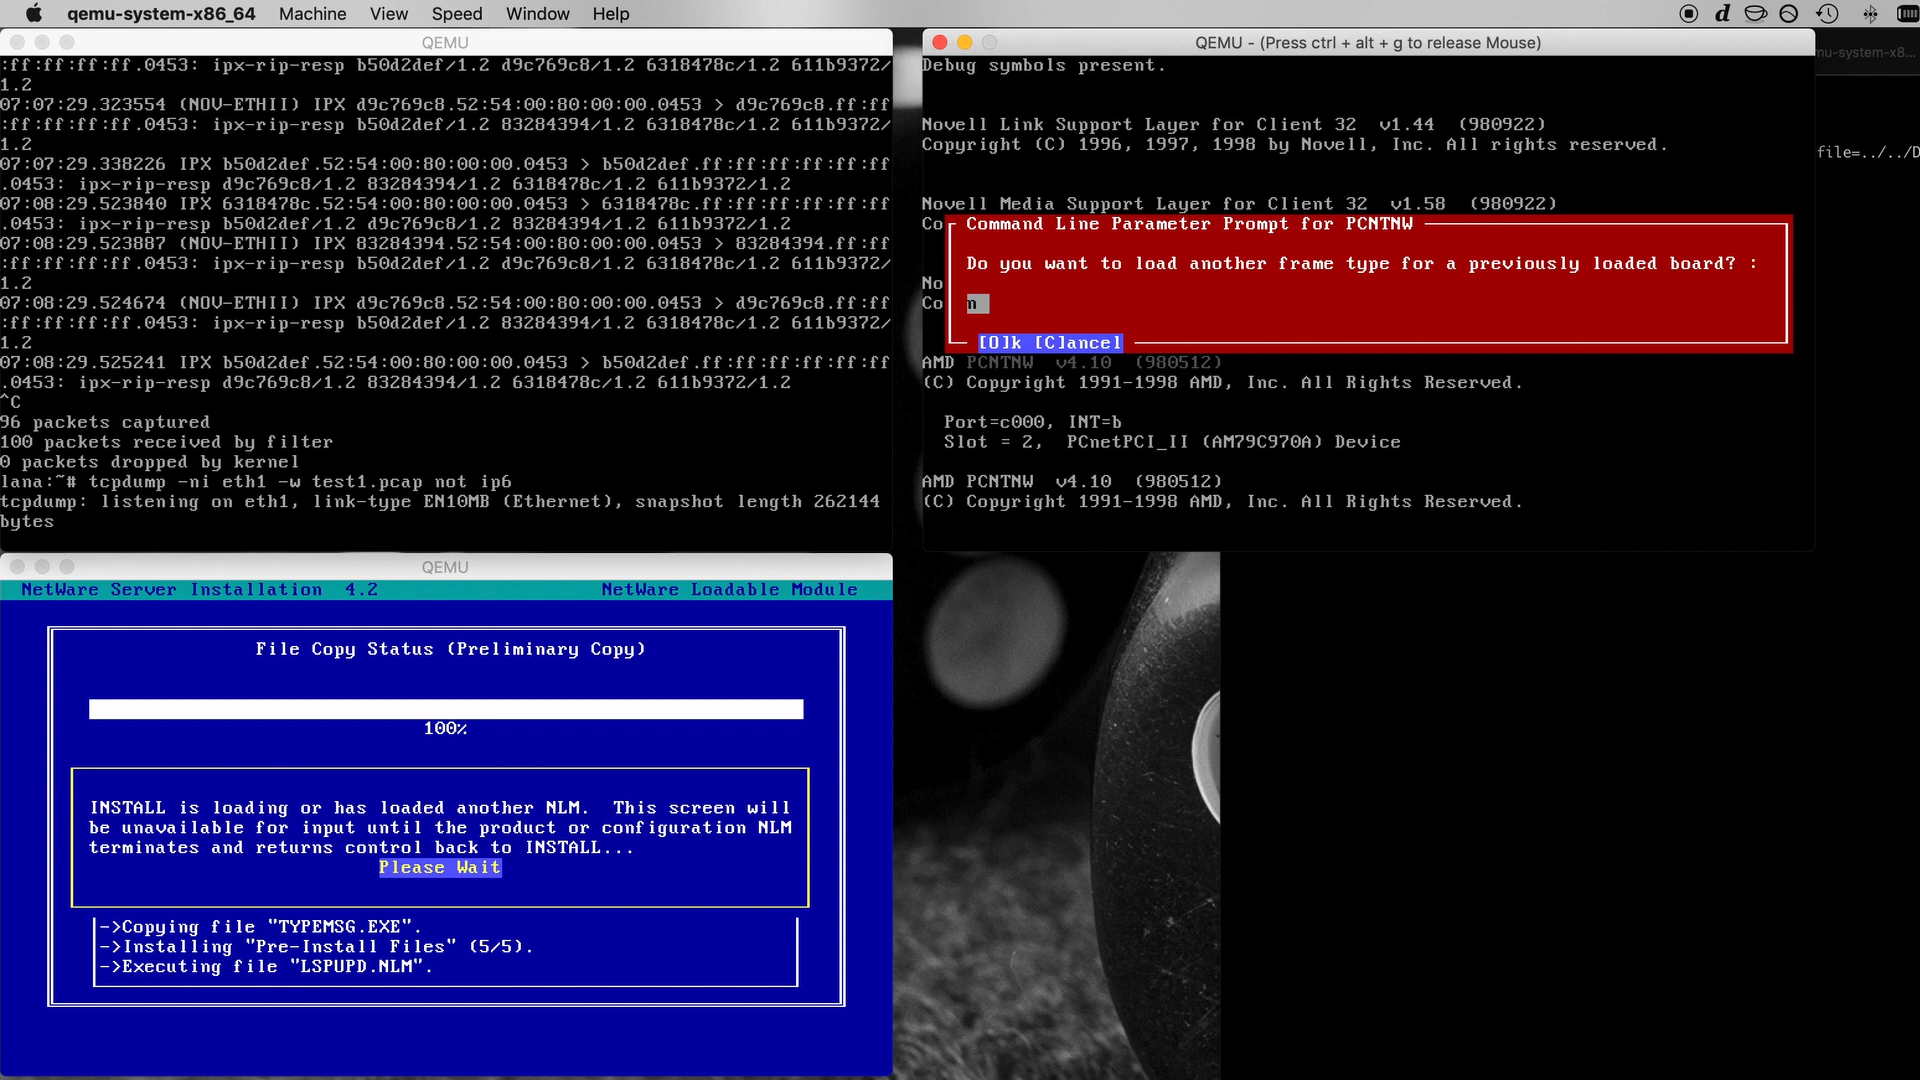 qemu-system-x86_64 Machine View Speed Window Help
QEMU
:ff:ff:ff:ff.0453: ipx-rip-resp b50d2def/1.2 d9c769c8/1.2 6318478c/1.2 611b9372/
1.2
07:07:29.323554 (NOV-ETHII) IPX d9c769c8.52:54:00:80:00:00.0453 > d9c769c8.ff:ff
:ff:ff:ff:ff.0453: ipx-rip-resp b50d2def/1.2 83284394/1.2 6318478c/1.2 611b9372/
1.2
07:07:29.338226 IPX b50d2def.52:54:00:80:00:00.0453 > b50d2def.ff:ff:ff:ff:ff:ff
.0453: ipx-rip-resp d9c769c8/1.2 83284394/1.2 6318478c/1.2 611b9372/1.2
07:08:29.523840 IPX 6318478c.52:54:00:80:00:00.0453 > 6318478c.ff:ff:ff:ff:ff:ff
.0453: ipx-rip-resp b50d2def/1.2 d9c769c8/1.2 83284394/1.2 611b9372/1.2
07:08:29.523887 (NOV-ETHII) IPX 83284394.52:54:00:80:00:00.0453 > 83284394.ff:ff
:ff:ff:ff:ff.0453: ipx-rip-resp b50d2def/1.2 d9c769c8/1.2 6318478c/1.2 611b9372/
1.2
07:08:29.524674 (NOV-ETHII) IPX d9c769c8.52:54:00:80:00:00.0453 > d9c769c8.ff:ff
:ff:ff:ff:ff.0453: ipx-rip-resp b50d2def/1.2 83284394/1.2 6318478c/1.2 611b9372/
1.2
07:08:29.525241 IPX b50d2def.52:54:00:80:00:00.0453 > b50d2def.ff:ff:ff:ff:ff:ff
.0453: ipx-rip-resp d9c769c8/1.2 83284394/1.2 6318478c/1.2 611b9372/1.2
^C
96 packets captured
100 packets received by filter
0 packets dropped by kernel
lana:~# tcpdump -ni eth1 -w test1.pcap not ip6
tcpdump: listening on eth1, link-type EN10MB (Ethernet), snapshot length 262144
bytes
QEMU - (Press ctrl + alt + g to release Mouse)
Debug symbols present.
Novell Link Support Layer for Client 32 v1.44 (980922)
Copyright (C) 1996, 1997, 1998 by Novell, Inc. All rights reserved.
Novell Media Support Layer for Client 32 v1.58 (980922)
Co
Command Line Parameter Prompt for PCNTNW
Do you want to load another frame type for a previously loaded board? :
No
Co
n
[O]k [C]ancel
AMD PCNTNW v4.10 (980512)
(C) Copyright 1991-1998 AMD, Inc. All Rights Reserved.
Port=c000, INT=b
Slot = 2, PCnetPCI_II (AM79C970A) Device
AMD PCNTNW v4.10 (980512)
(C) Copyright 1991-1998 AMD, Inc. All Rights Reserved.
mu-system-x8...
file=../../D
QEMU
NetWare Server Installation 4.2 NetWare Loadable Module
File Copy Status (Preliminary Copy)
100%
INSTALL is loading or has loaded another NLM. This screen will
be unavailable for input until the product or configuration NLM
terminates and returns control back to INSTALL...
Please Wait
->Copying file "TYPEMSG.EXE".
->Installing "Pre-Install Files" (5/5).
->Executing file "LSPUPD.NLM".